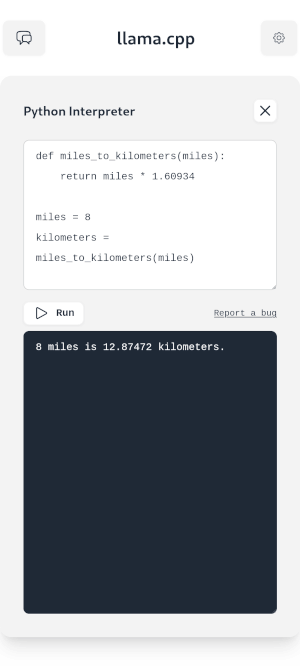 llama.cpp
Python Interpreter
def miles_to_kilometers(miles):
    return miles * 1.60934

miles = 8
kilometers =
miles_to_kilometers(miles)
Run
Report a bug
8 miles is 12.87472 kilometers.